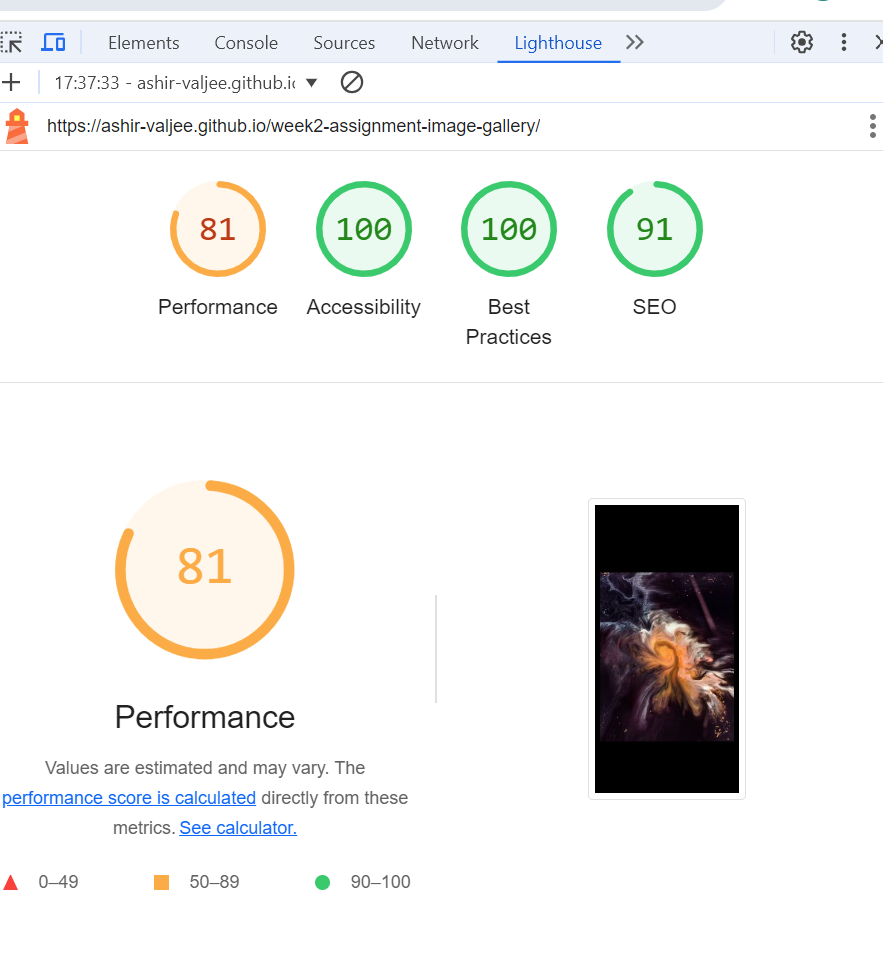 Elements Console Sources Network Lighthouse
17:37:33 - ashir-valjee.github.io
https://ashir-valjee.github.io/week2-assignment-image-gallery/
81 100 100 91
Performance Accessibility Best Practices SEO
81
Performance
Values are estimated and may vary. The
performance score is calculated directly from these
metrics. See calculator.
0–49 50–89 90–100